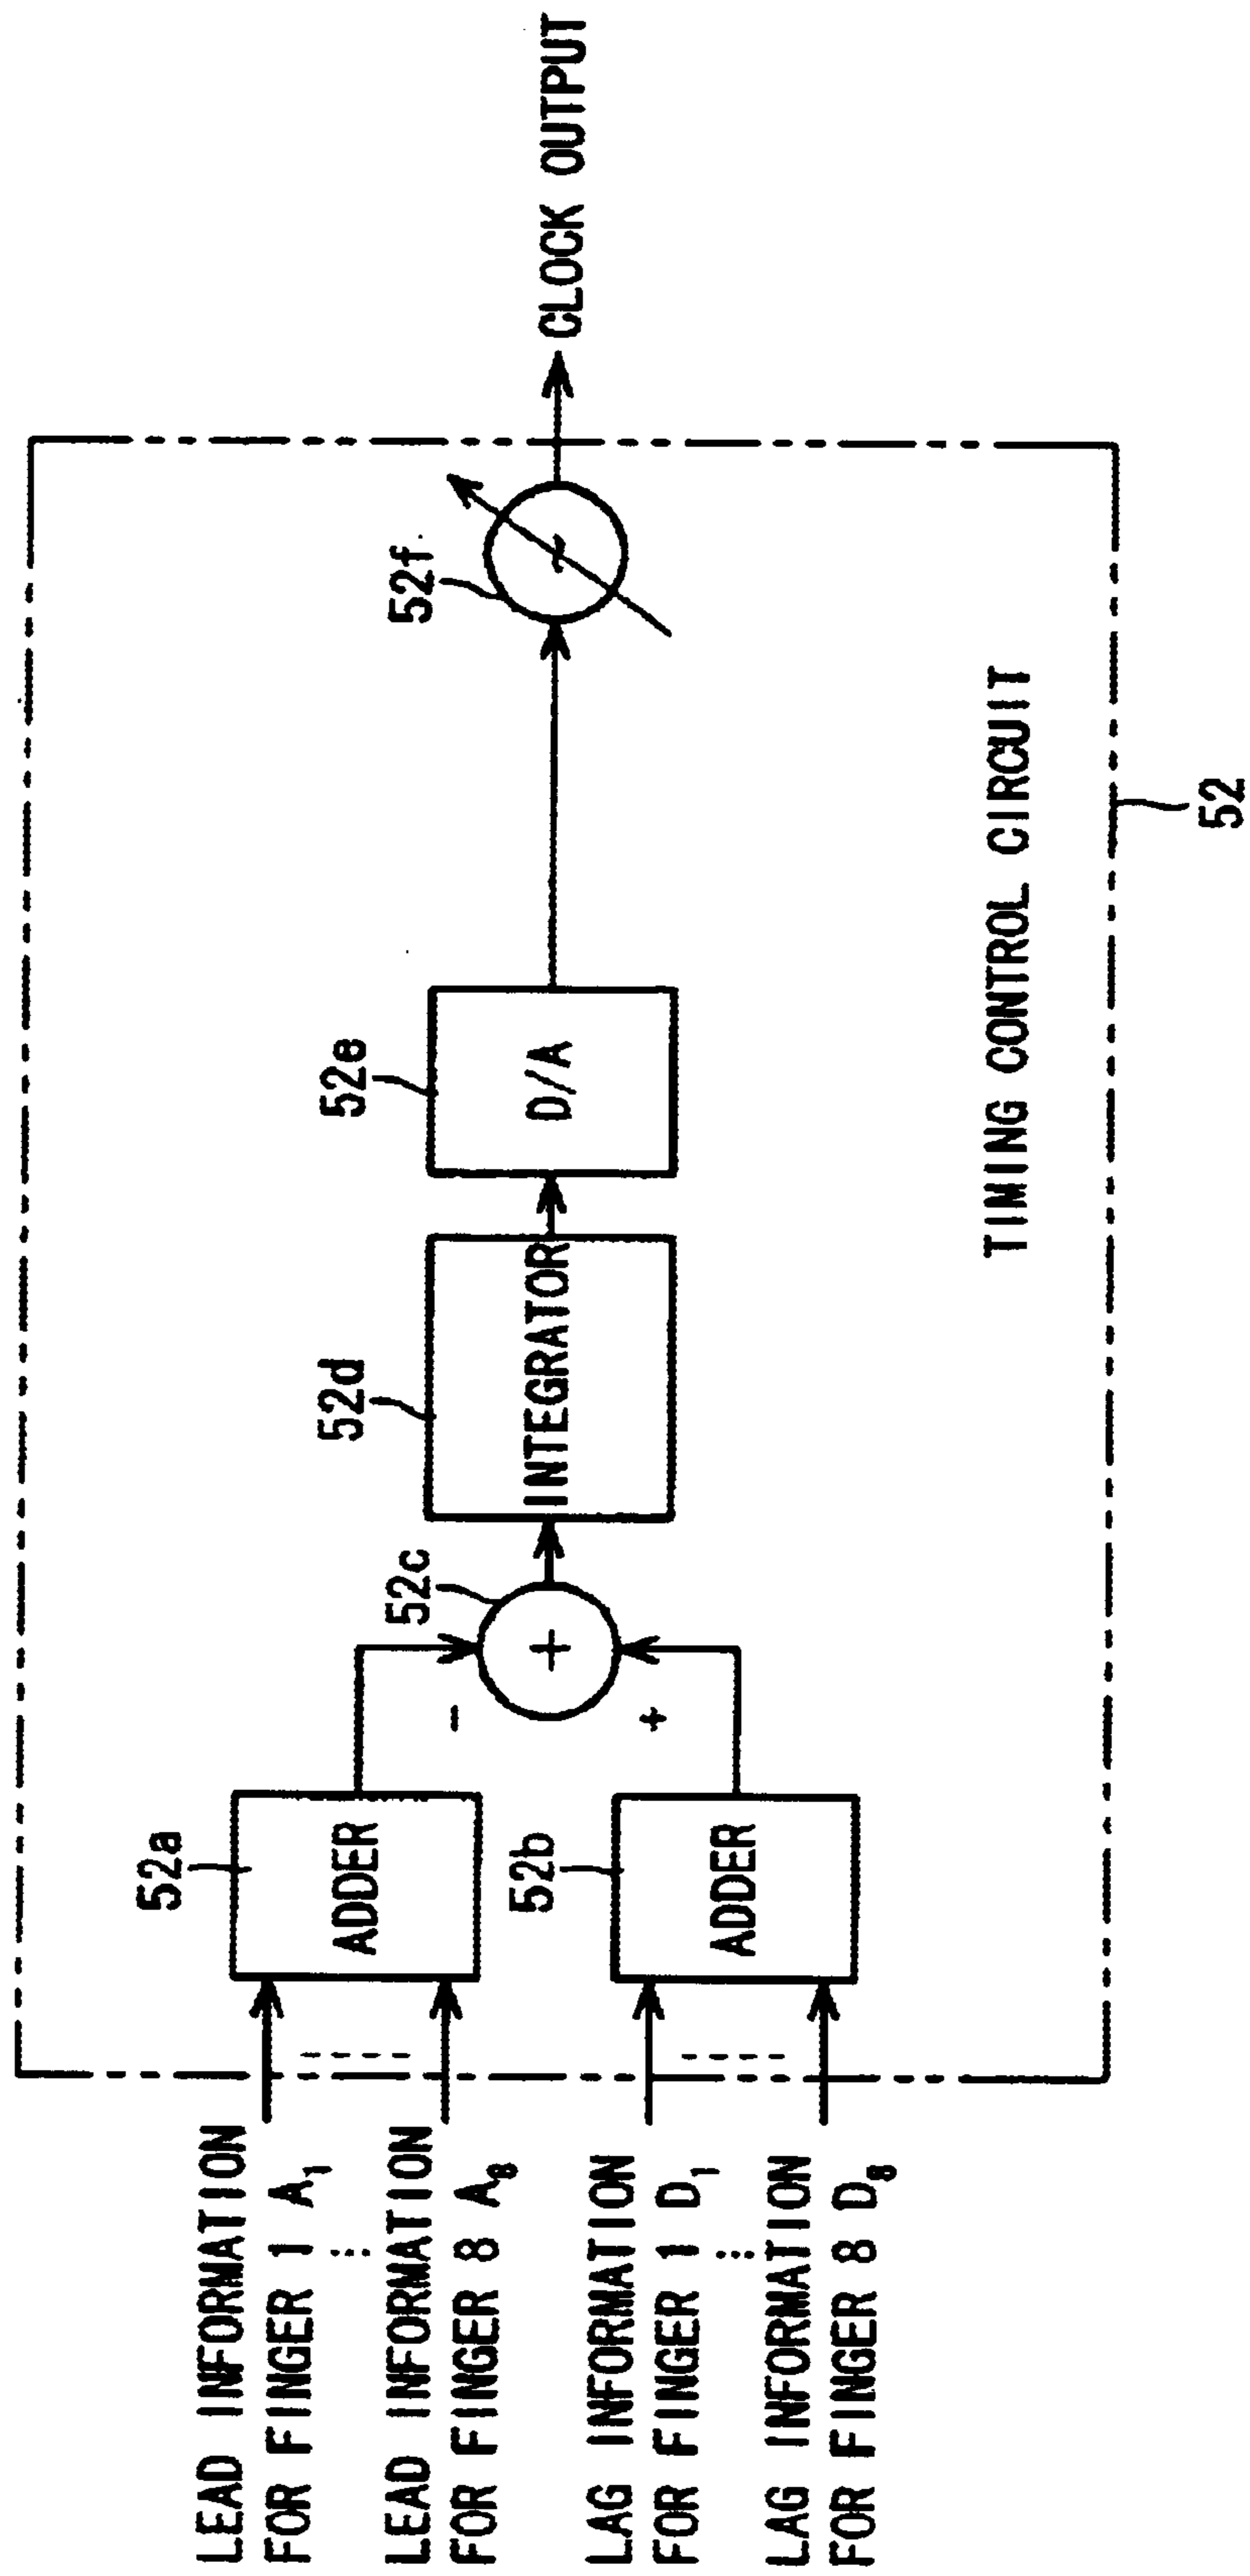 LEAD INFORMATION
FOR FINGER 1 A₁
⋮
LEAD INFORMATION
FOR FINGER 8 A₈
LAG INFORMATION
FOR FINGER 1 D₁
⋮
LAG INFORMATION
FOR FINGER 8 D₈
52a
ADDER
52b
ADDER
−
+
52c
+
52d
INTEGRATOR
52e
D/A
52f
~
CLOCK OUTPUT
TIMING CONTROL CIRCUIT
52